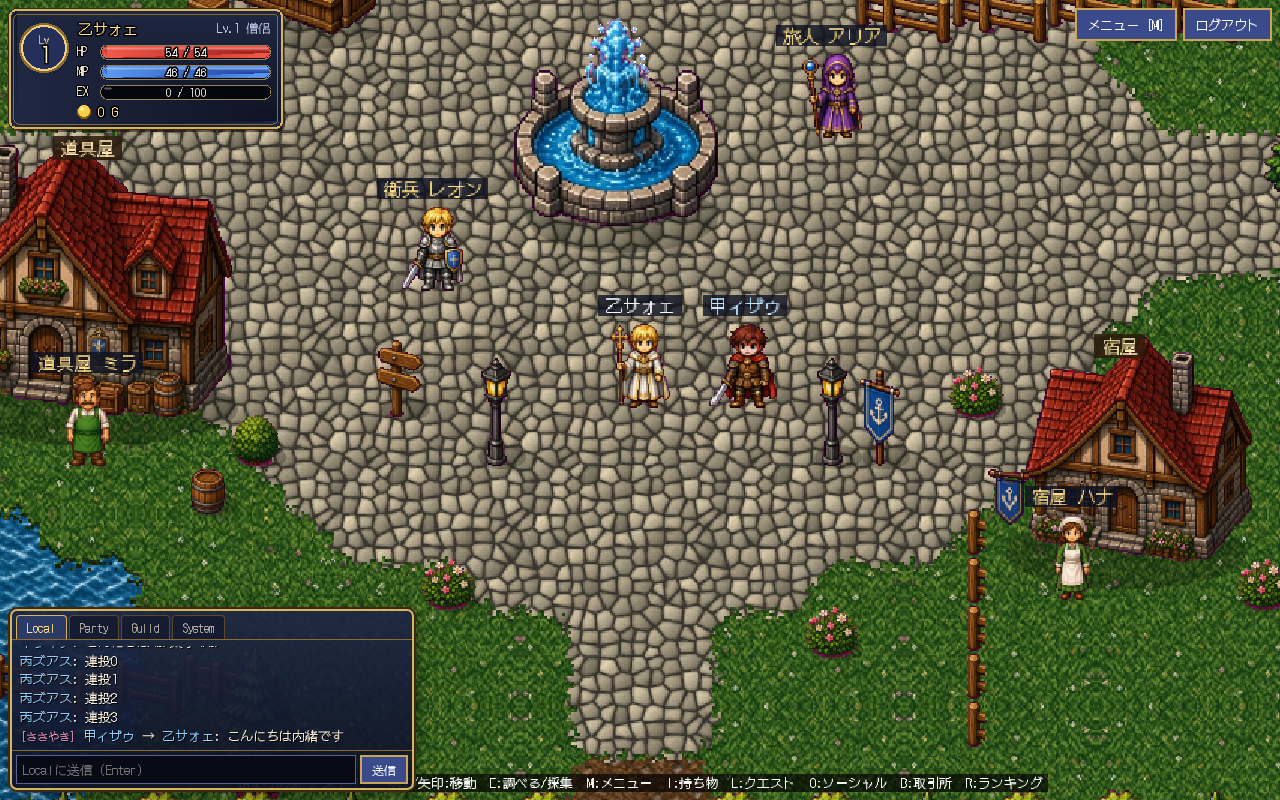 乙サォェ Lv.1 僧侶
Lv 1
HP 54 / 54
MP 46 / 46
EX 0 / 100
0 G
メニュー [M]
ログアウト
旅人 アリア
道具屋
衛兵 レオン
乙サォェ
甲ィザゥ
宿屋
道具屋 ミラ
宿屋 ハナ
Local Party Guild System
丙ズアス: 連投0
丙ズアス: 連投1
丙ズアス: 連投2
丙ズアス: 連投3
[ささやき] 甲ィザゥ → 乙サォェ: こんにちは内緒です
Localに送信 (Enter) 送信
矢印:移動 E:調べる/採集 M:メニュー I:持ち物 L:クエスト O:ソーシャル B:取引所 R:ランキング